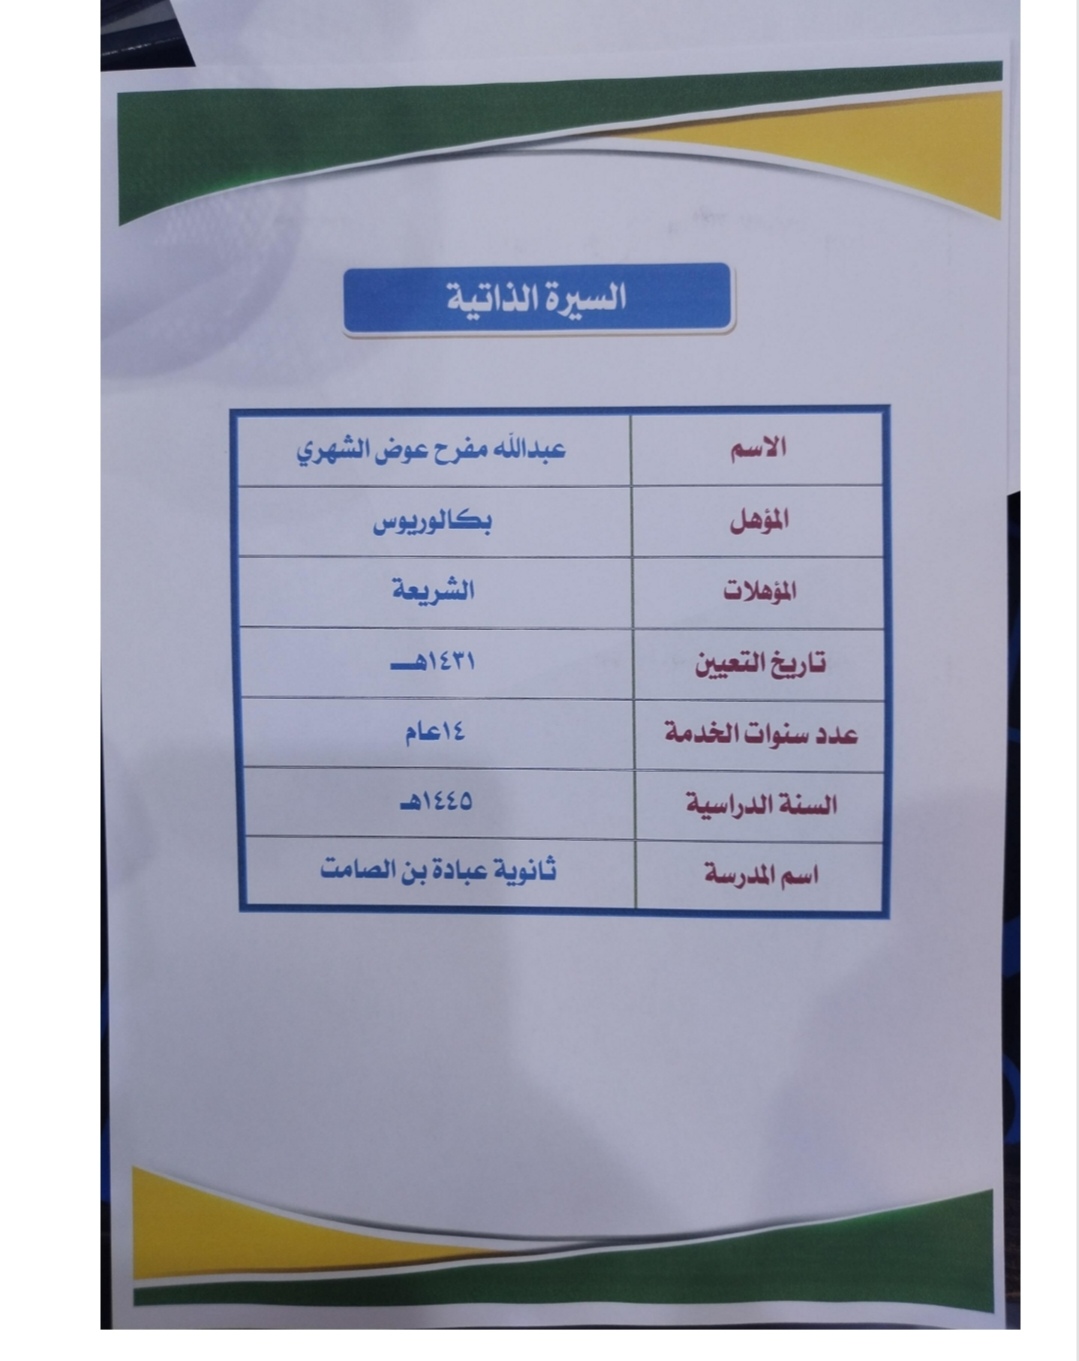 السيرة الذاتية
الاسم عبدالله مفرح عوض الشهري
المؤهل بكالوريوس
المؤهلات الشريعة
تاريخ التعيين ١٤٣١هـــ
عدد سنوات الخدمة ١٤عام
السنة الدراسية ١٤٤٥هـ
اسم المدرسة ثانوية عبادة بن الصامت